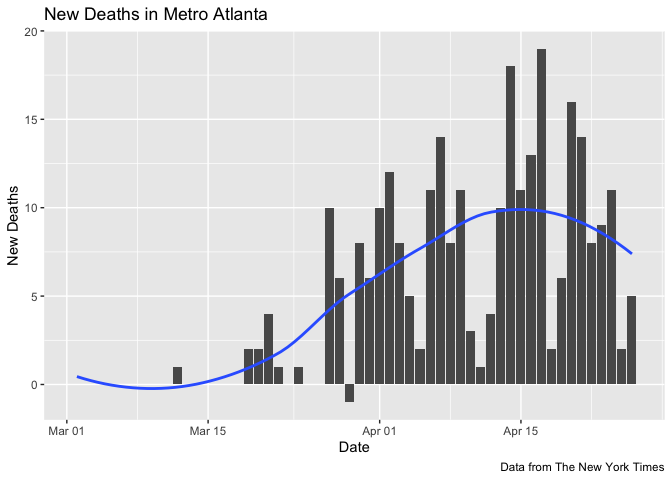 New Deaths in Metro Atlanta
20
15
10
5
0
New Deaths
Mar 01 Mar 15 Apr 01 Apr 15
Date
Data from The New York Times